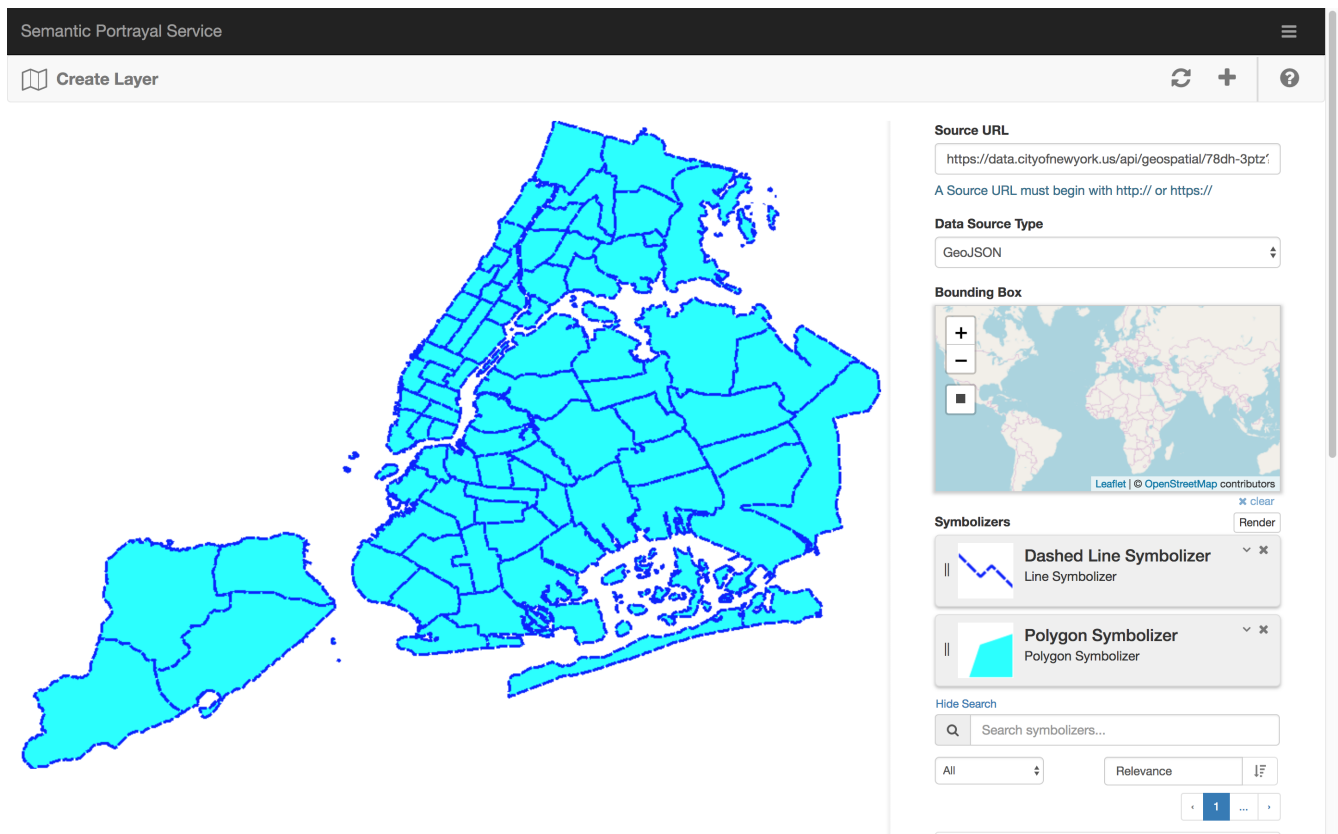 Semantic Portrayal Service
Create Layer
Source URL
https://data.cityofnewyork.us/api/geospatial/78dh-3ptz?
A Source URL must begin with http:// or https://
Data Source Type
GeoJSON
Bounding Box
+
−
Leaflet | © OpenStreetMap contributors
✖ clear
Symbolizers
Render
Dashed Line Symbolizer
Line Symbolizer
Polygon Symbolizer
Polygon Symbolizer
Hide Search
Search symbolizers...
All
Relevance
‹ 1 ... ›